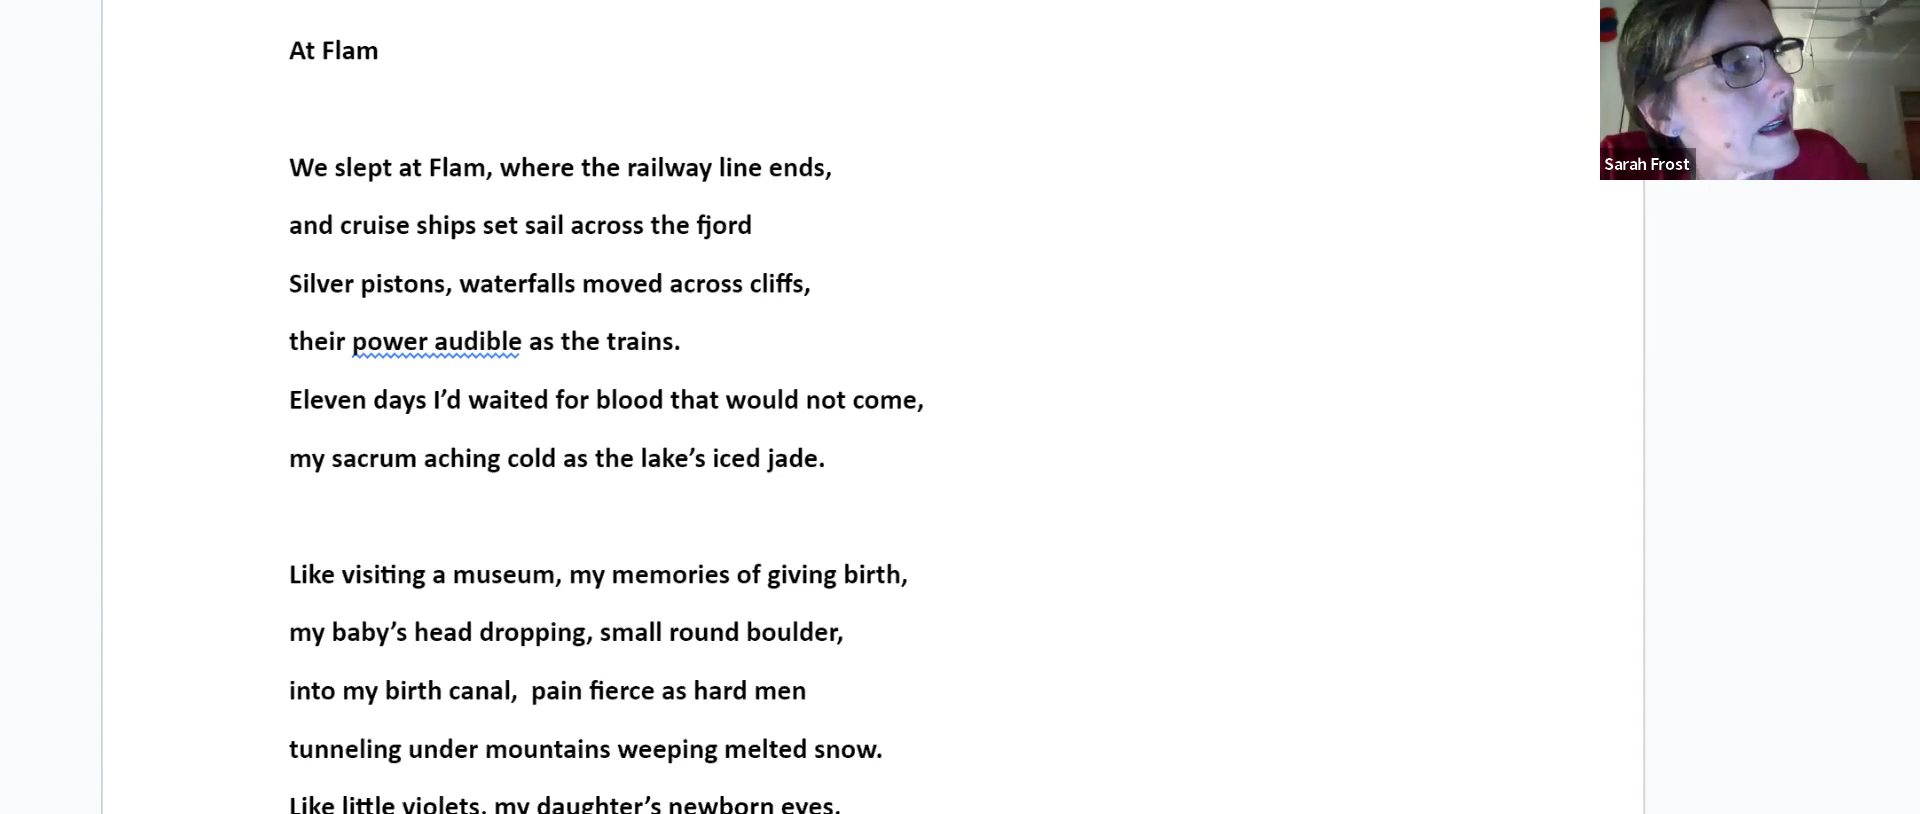 At Flam
Sarah Frost
We slept at Flam, where the railway line ends,
and cruise ships set sail across the fjord
Silver pistons, waterfalls moved across cliffs,
their power audible as the trains.
Eleven days I’d waited for blood that would not come,
my sacrum aching cold as the lake’s iced jade.
Like visiting a museum, my memories of giving birth,
my baby’s head dropping, small round boulder,
into my birth canal,  pain fierce as hard men
tunneling under mountains weeping melted snow.
Like little violets, my daughter’s newborn eyes.